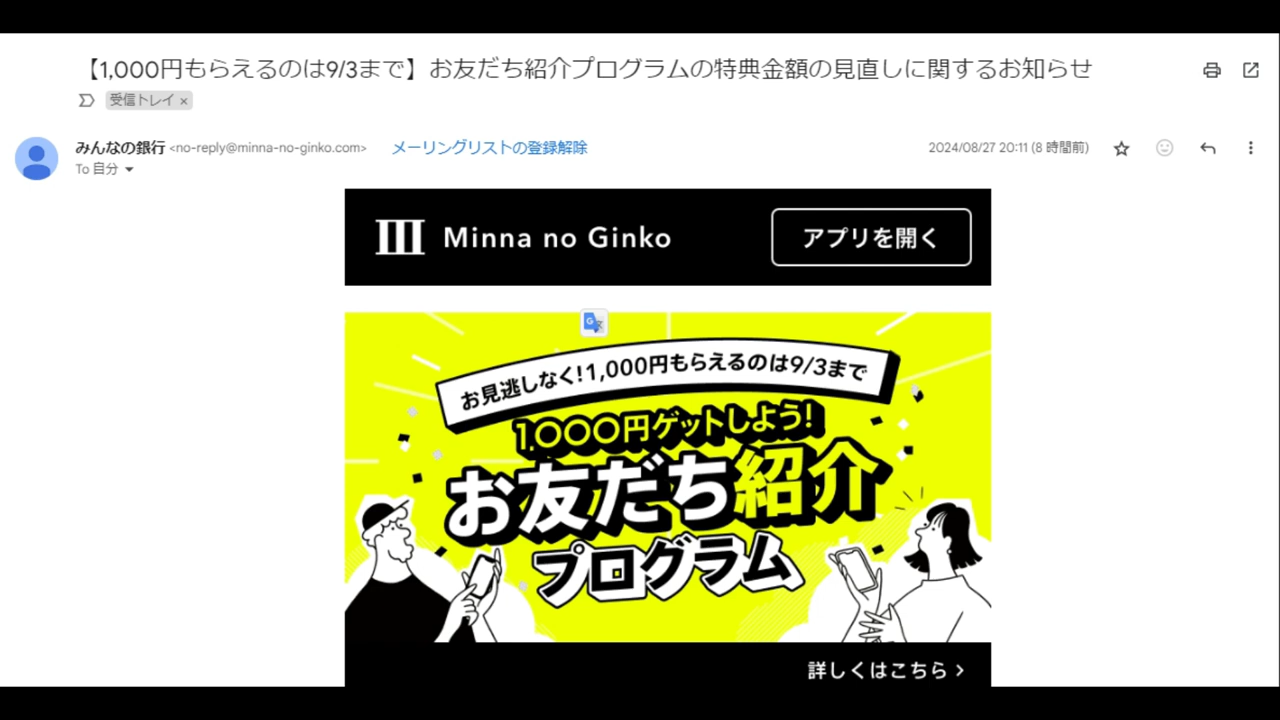 【1,000円もらえるのは9/3まで】お友だち紹介プログラムの特典金額の見直しに関するお知らせ
受信トレイ ×
みんなの銀行 <no-reply@minna-no-ginko.com> メーリングリストの登録解除 2024/08/27 20:11 (8 時間前)
To 自分
Minna no Ginko アプリを開く
G
お見逃しなく!1,000円もらえるのは9/3まで
1,000円ゲットしよう!
お友だち紹介
プログラム
詳しくはこちら >